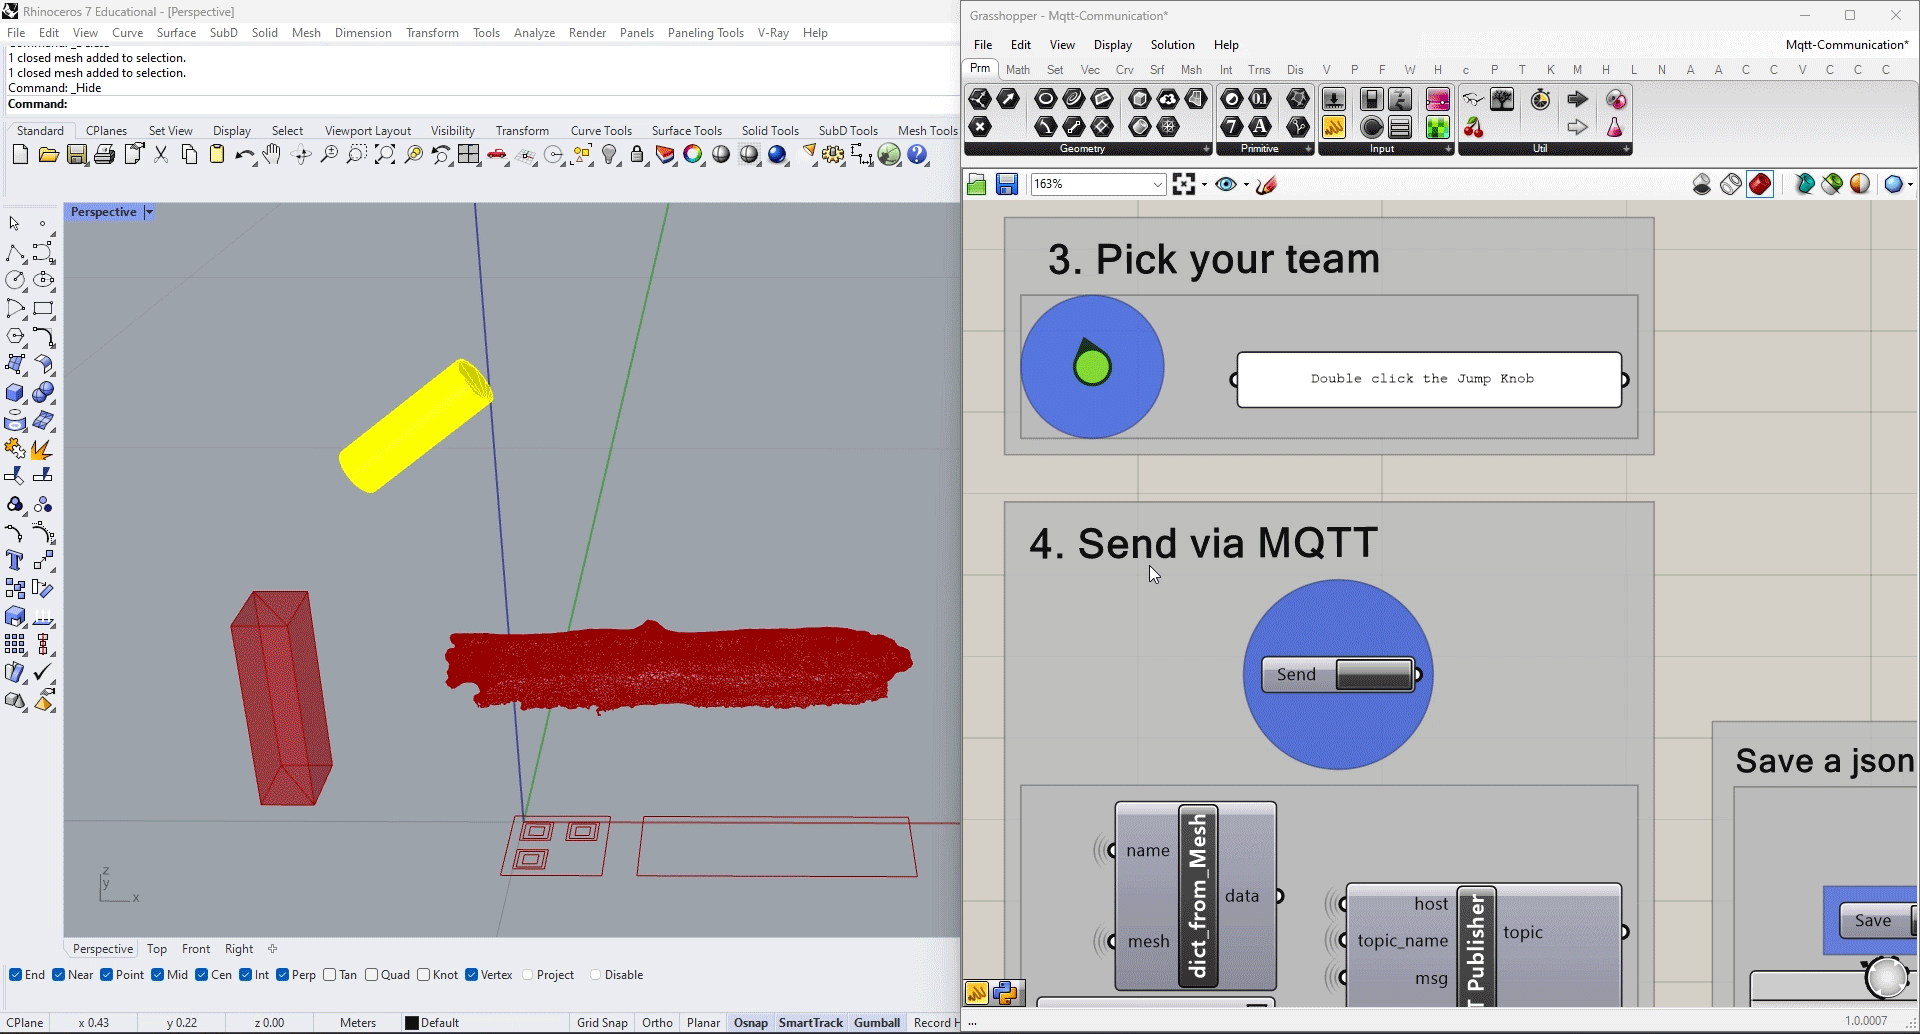 Rhinoceros 7 Educational - [Perspective]
File Edit View Curve Surface SubD Solid Mesh Dimension Transform Tools Analyze Render Panels Paneling Tools V-Ray Help
1 closed mesh added to selection.
1 closed mesh added to selection.
Command: _Hide
Command:
Standard CPlanes Set View Display Select Viewport Layout Visibility Transform Curve Tools Surface Tools Solid Tools SubD Tools Mesh Tools
Perspective
z
y
x
Perspective Top Front Right
End Near Point Mid Cen Int Perp Tan Quad Knot Vertex Project Disable
CPlane x 0.43 y 0.22 z 0.00 Meters Default Grid Snap Ortho Planar Osnap SmartTrack Gumball Record H
Grasshopper - Mqtt-Communication*
File Edit View Display Solution Help Mqtt-Communication*
Prm Math Set Vec Crv Srf Msh Int Trns Dis V P F W H c P T K M H L N A A C C V C C C
Geometry Primitive Input Util
163%
3. Pick your team
Double click the Jump Knob
4. Send via MQTT
Send
Save a json
name
mesh
dict_from_Mesh
data
host
topic_name
msg
T Publisher
topic
Save
...
1.0.0007